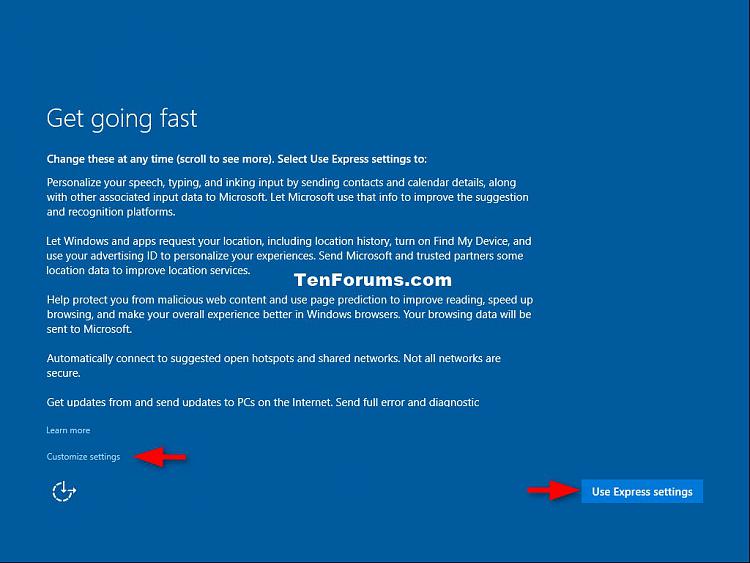 Get going fast
Change these at any time (scroll to see more). Select Use Express settings to:
Personalize your speech, typing, and inking input by sending contacts and calendar details, along
with other associated input data to Microsoft. Let Microsoft use that info to improve the suggestion
and recognition platforms.
Let Windows and apps request your location, including location history, turn on Find My Device, and
use your advertising ID to personalize your experiences. Send Microsoft and trusted partners some
location data to improve location services.
TenForums.com
Help protect you from malicious web content and use page prediction to improve reading, speed up
browsing, and make your overall experience better in Windows browsers. Your browsing data will be
sent to Microsoft.
Automatically connect to suggested open hotspots and shared networks. Not all networks are
secure.
Get updates from and send updates to PCs on the Internet. Send full error and diagnostic
Learn more
Customize settings
Use Express settings